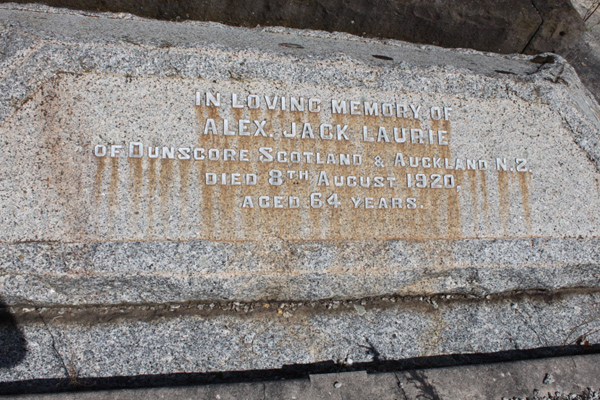 IN LOVING MEMORY OF
ALEX. JACK LAURIE
OF DUNSCORE SCOTLAND & AUCKLAND N.Z.
DIED 8TH AUGUST 1920.
AGED 64 YEARS.